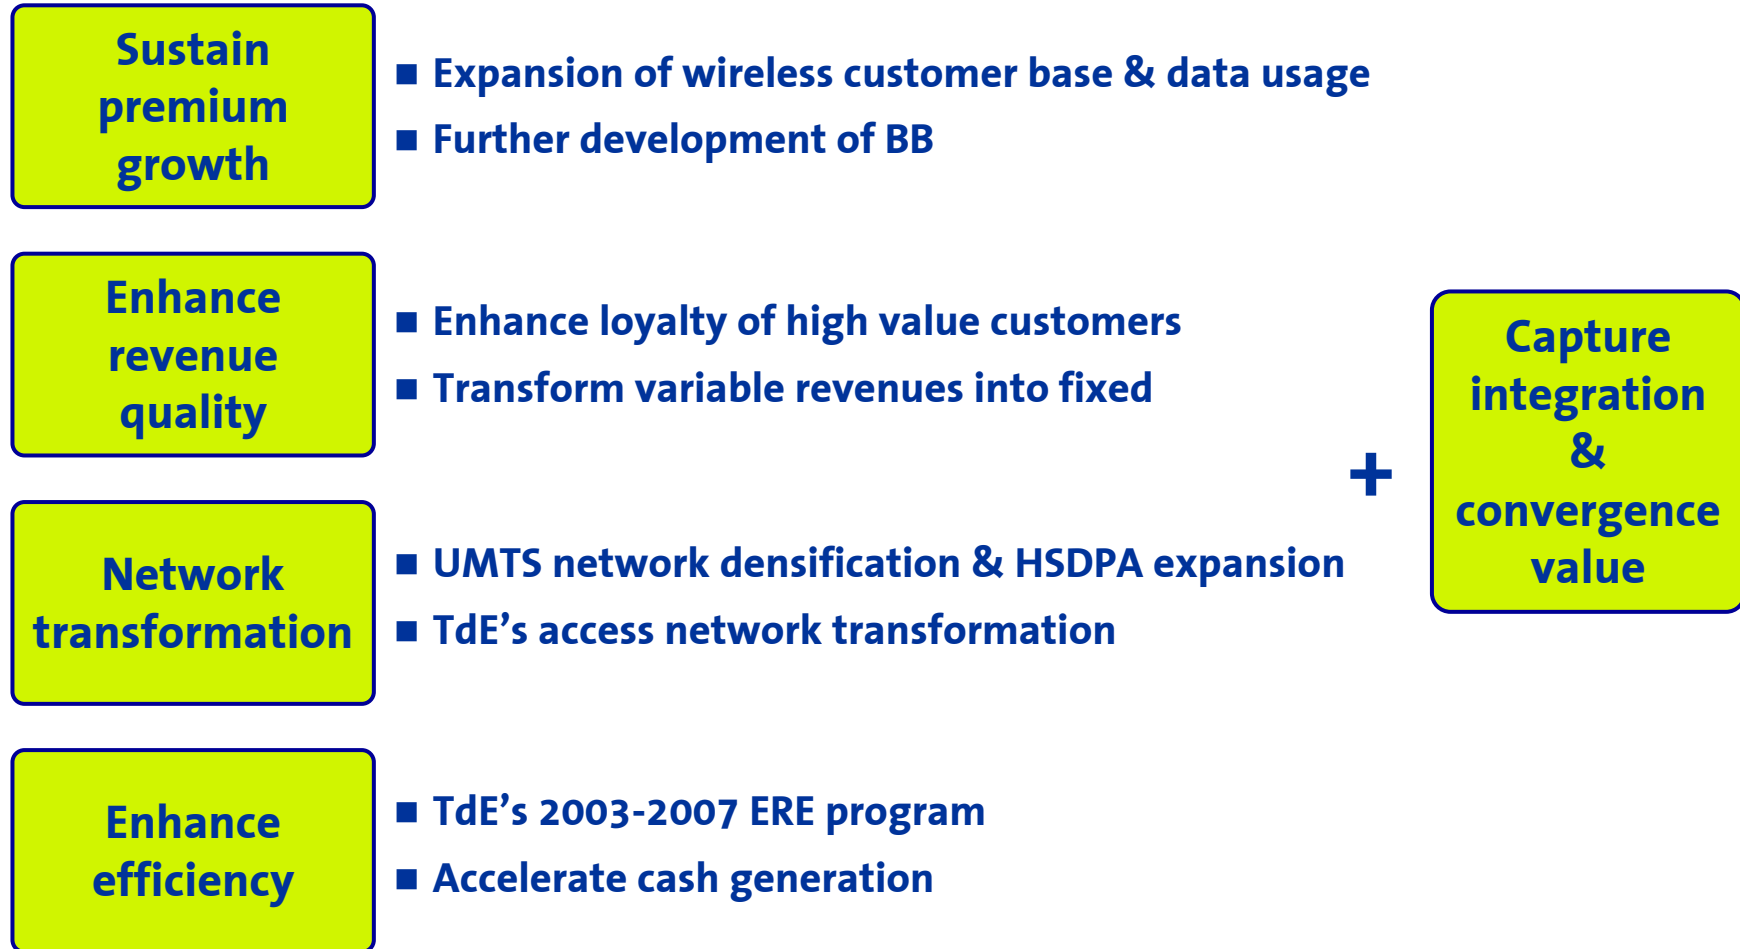 Sustain
premium
growth
■ Expansion of wireless customer base & data usage
■ Further development of BB
Enhance
revenue
quality
■ Enhance loyalty of high value customers
■ Transform variable revenues into fixed
Network
transformation
■ UMTS network densification & HSDPA expansion
■ TdE’s access network transformation
Enhance
efficiency
■ TdE’s 2003-2007 ERE program
■ Accelerate cash generation
+
Capture
integration
&
convergence
value